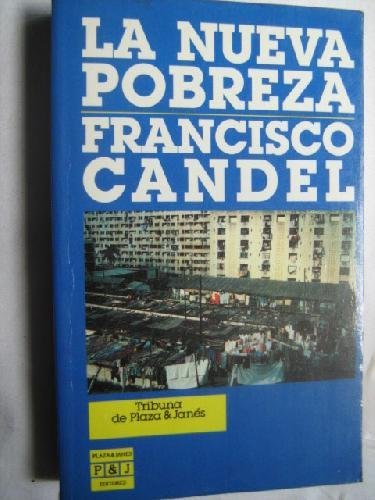 LA NUEVA
POBREZA
FRANCISCO
CANDEL
Tribuna
de Plaza & Janés
PLAZA & JANES
P & J
EDITORES